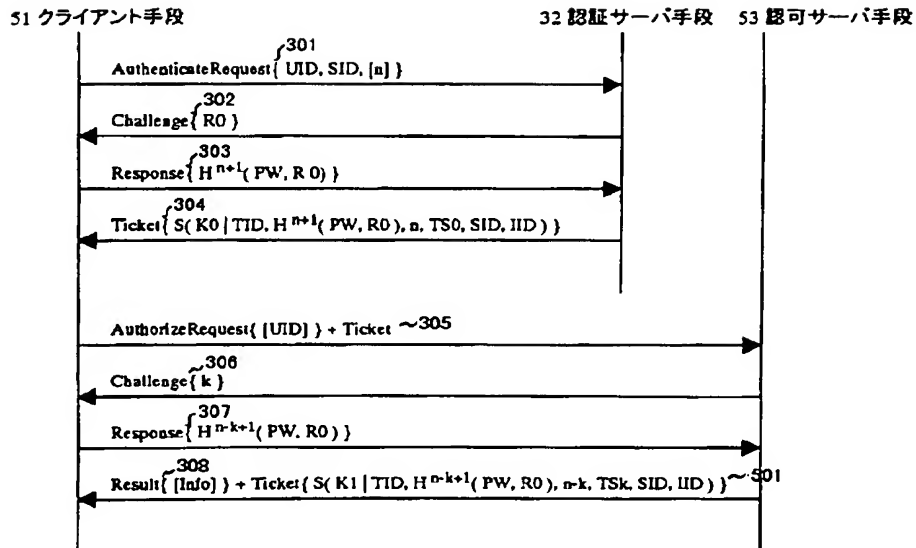 51 クライアント手段 32 認証サーバ手段 53 認可サーバ手段
301
AuthenticateRequest{ UID, SID, [n] }
302
Challenge{ R0 }
303
Response{ H^n+1( PW, R 0) }
304
Ticket{ S( K0 | TID, H^n+1( PW, R0 ), n, TS0, SID, IID ) }
AuthorizeRequest{ [UID] } + Ticket ~305
~306
Challenge{ k }
307
Response{ H^n-k+1( PW. R0 ) }
~308
Result{ [Info] } + Ticket{ S( K1 | TID, H^n-k+1( PW, R0 ), n-k, TSk, SID, IID ) } ~501